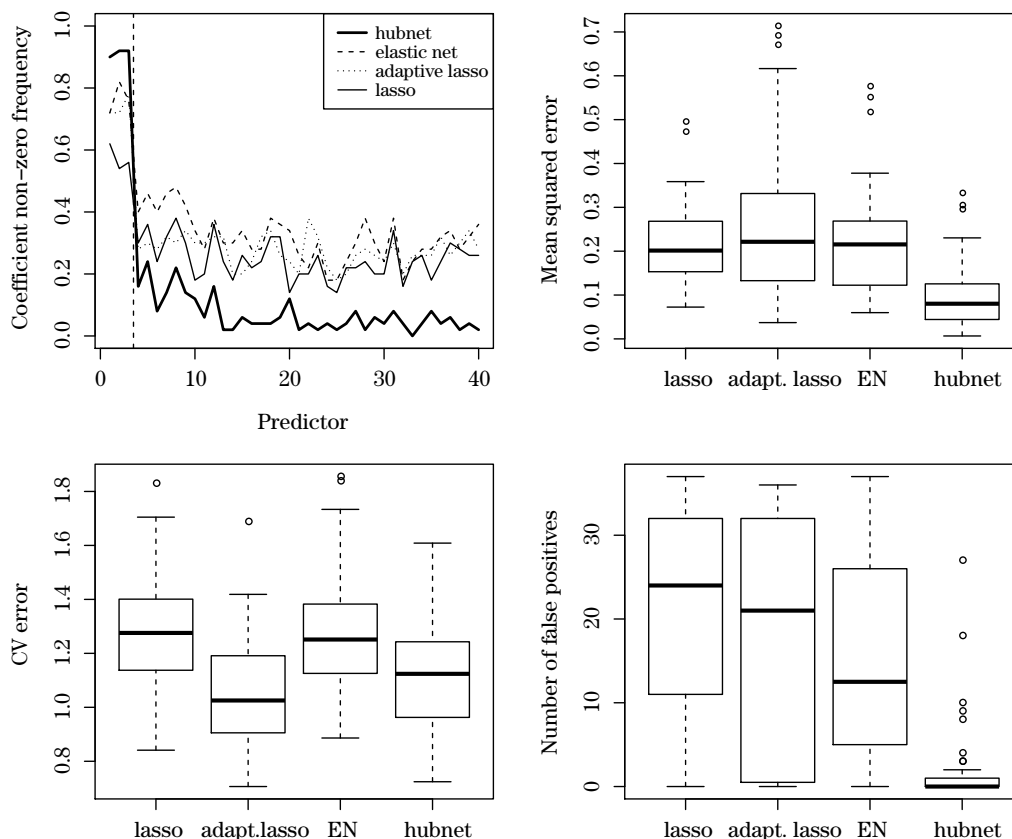 Coefficient non−zero frequency
1.0
0.8
0.6
0.4
0.2
0.0
hubnet
elastic net
adaptive lasso
lasso
0 10 20 30 40
Predictor
Mean squared error
0.7
0.6
0.5
0.4
0.3
0.2
0.1
0.0
lasso adapt. lasso EN hubnet
CV error
1.8
1.6
1.4
1.2
1.0
0.8
lasso adapt.lasso EN hubnet
Number of false positives
30
20
10
0
lasso adapt. lasso EN hubnet